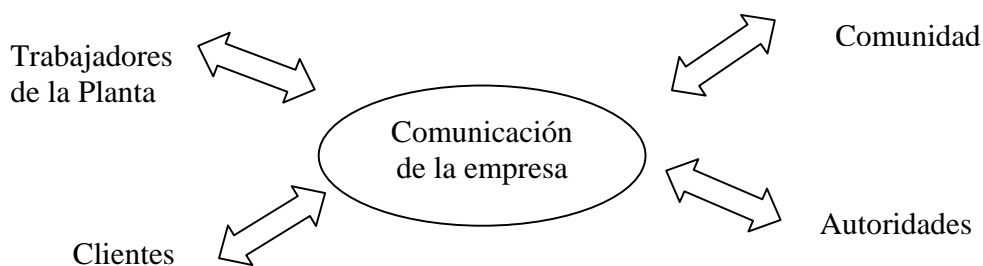 Trabajadores
de la Planta
Comunidad
Comunicación
de la empresa
Clientes
Autoridades